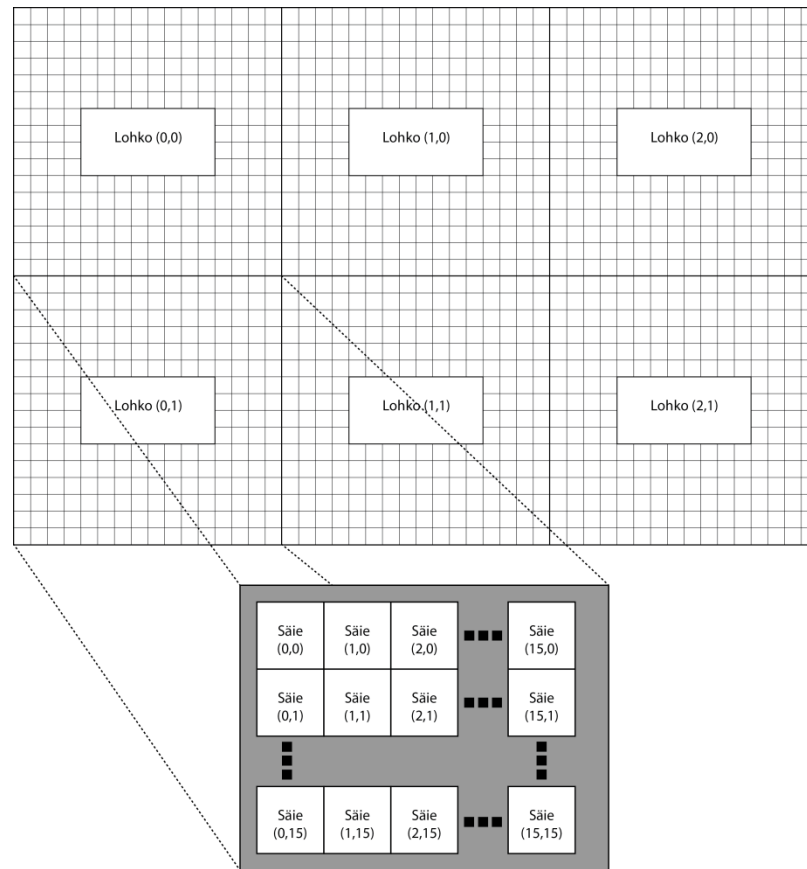 Lohko (0,0)
Lohko (1,0)
Lohko (2,0)
Lohko (0,1)
Lohko (1,1)
Lohko (2,1)
Säie
(0,0)
Säie
(1,0)
Säie
(2,0)
Säie
(15,0)
Säie
(0,1)
Säie
(1,1)
Säie
(2,1)
Säie
(15,1)
Säie
(0,15)
Säie
(1,15)
Säie
(2,15)
Säie
(15,15)